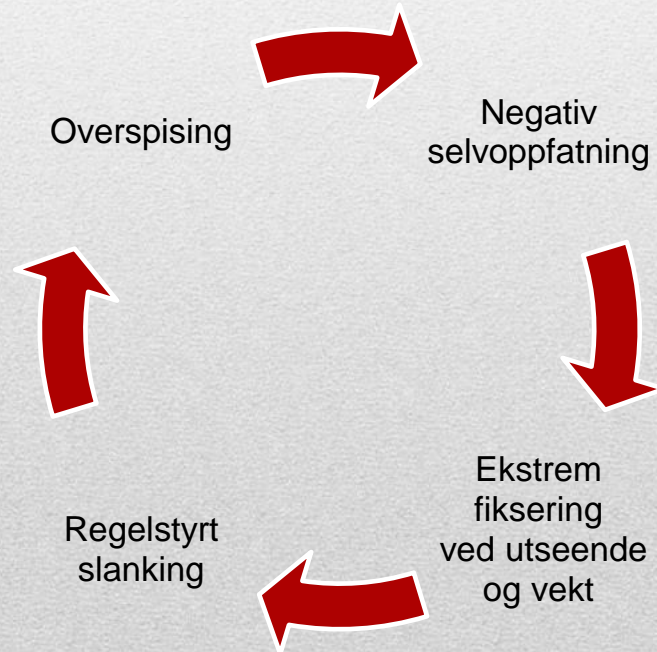 Overspising
Negativ
selvoppfatning
Ekstrem
fiksering
ved utseende
og vekt
Regelstyrt
slanking